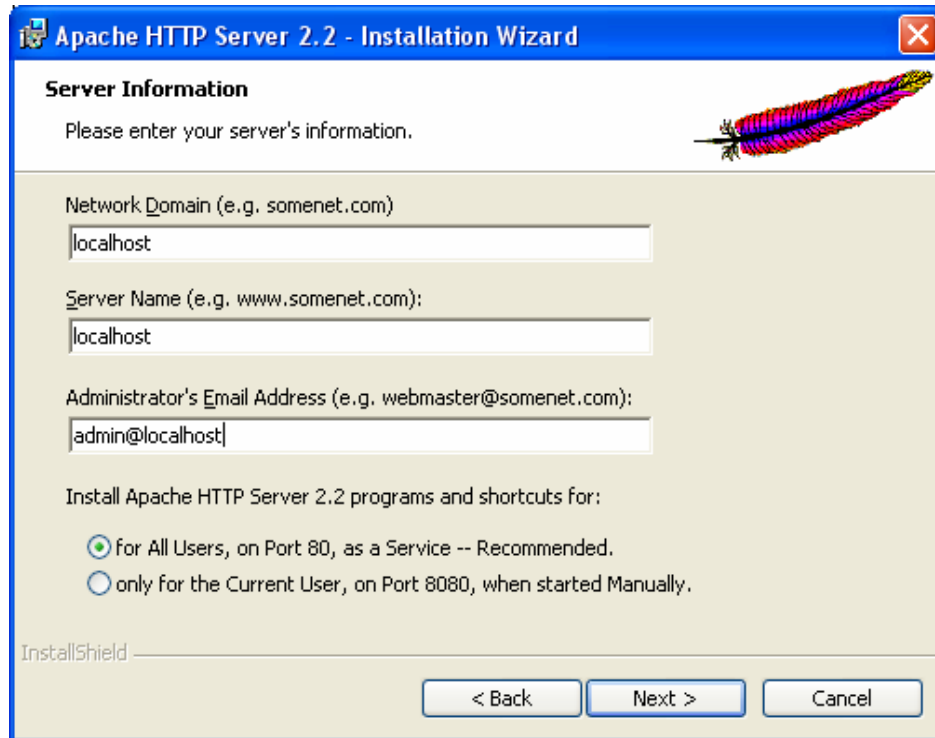 Apache HTTP Server 2.2 - Installation Wizard
Server Information
Please enter your server's information.
Network Domain (e.g. somenet.com)
localhost
Server Name (e.g. www.somenet.com):
localhost
Administrator's Email Address (e.g. webmaster@somenet.com):
admin@localhost
Install Apache HTTP Server 2.2 programs and shortcuts for:
for All Users, on Port 80, as a Service -- Recommended.
only for the Current User, on Port 8080, when started Manually.
InstallShield
< Back Next > Cancel